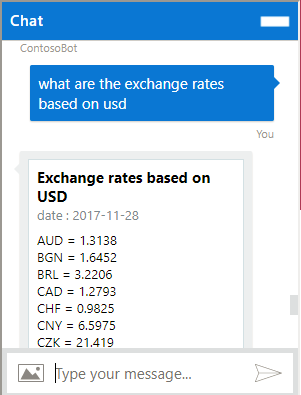 Chat
ContosoBot
what are the exchange rates
based on usd
You
Exchange rates based on
USD
date : 2017-11-28
AUD = 1.3138
BGN = 1.6452
BRL = 3.2206
CAD = 1.2793
CHF = 0.9825
CNY = 6.5975
CZK = 21.419
Type your message...